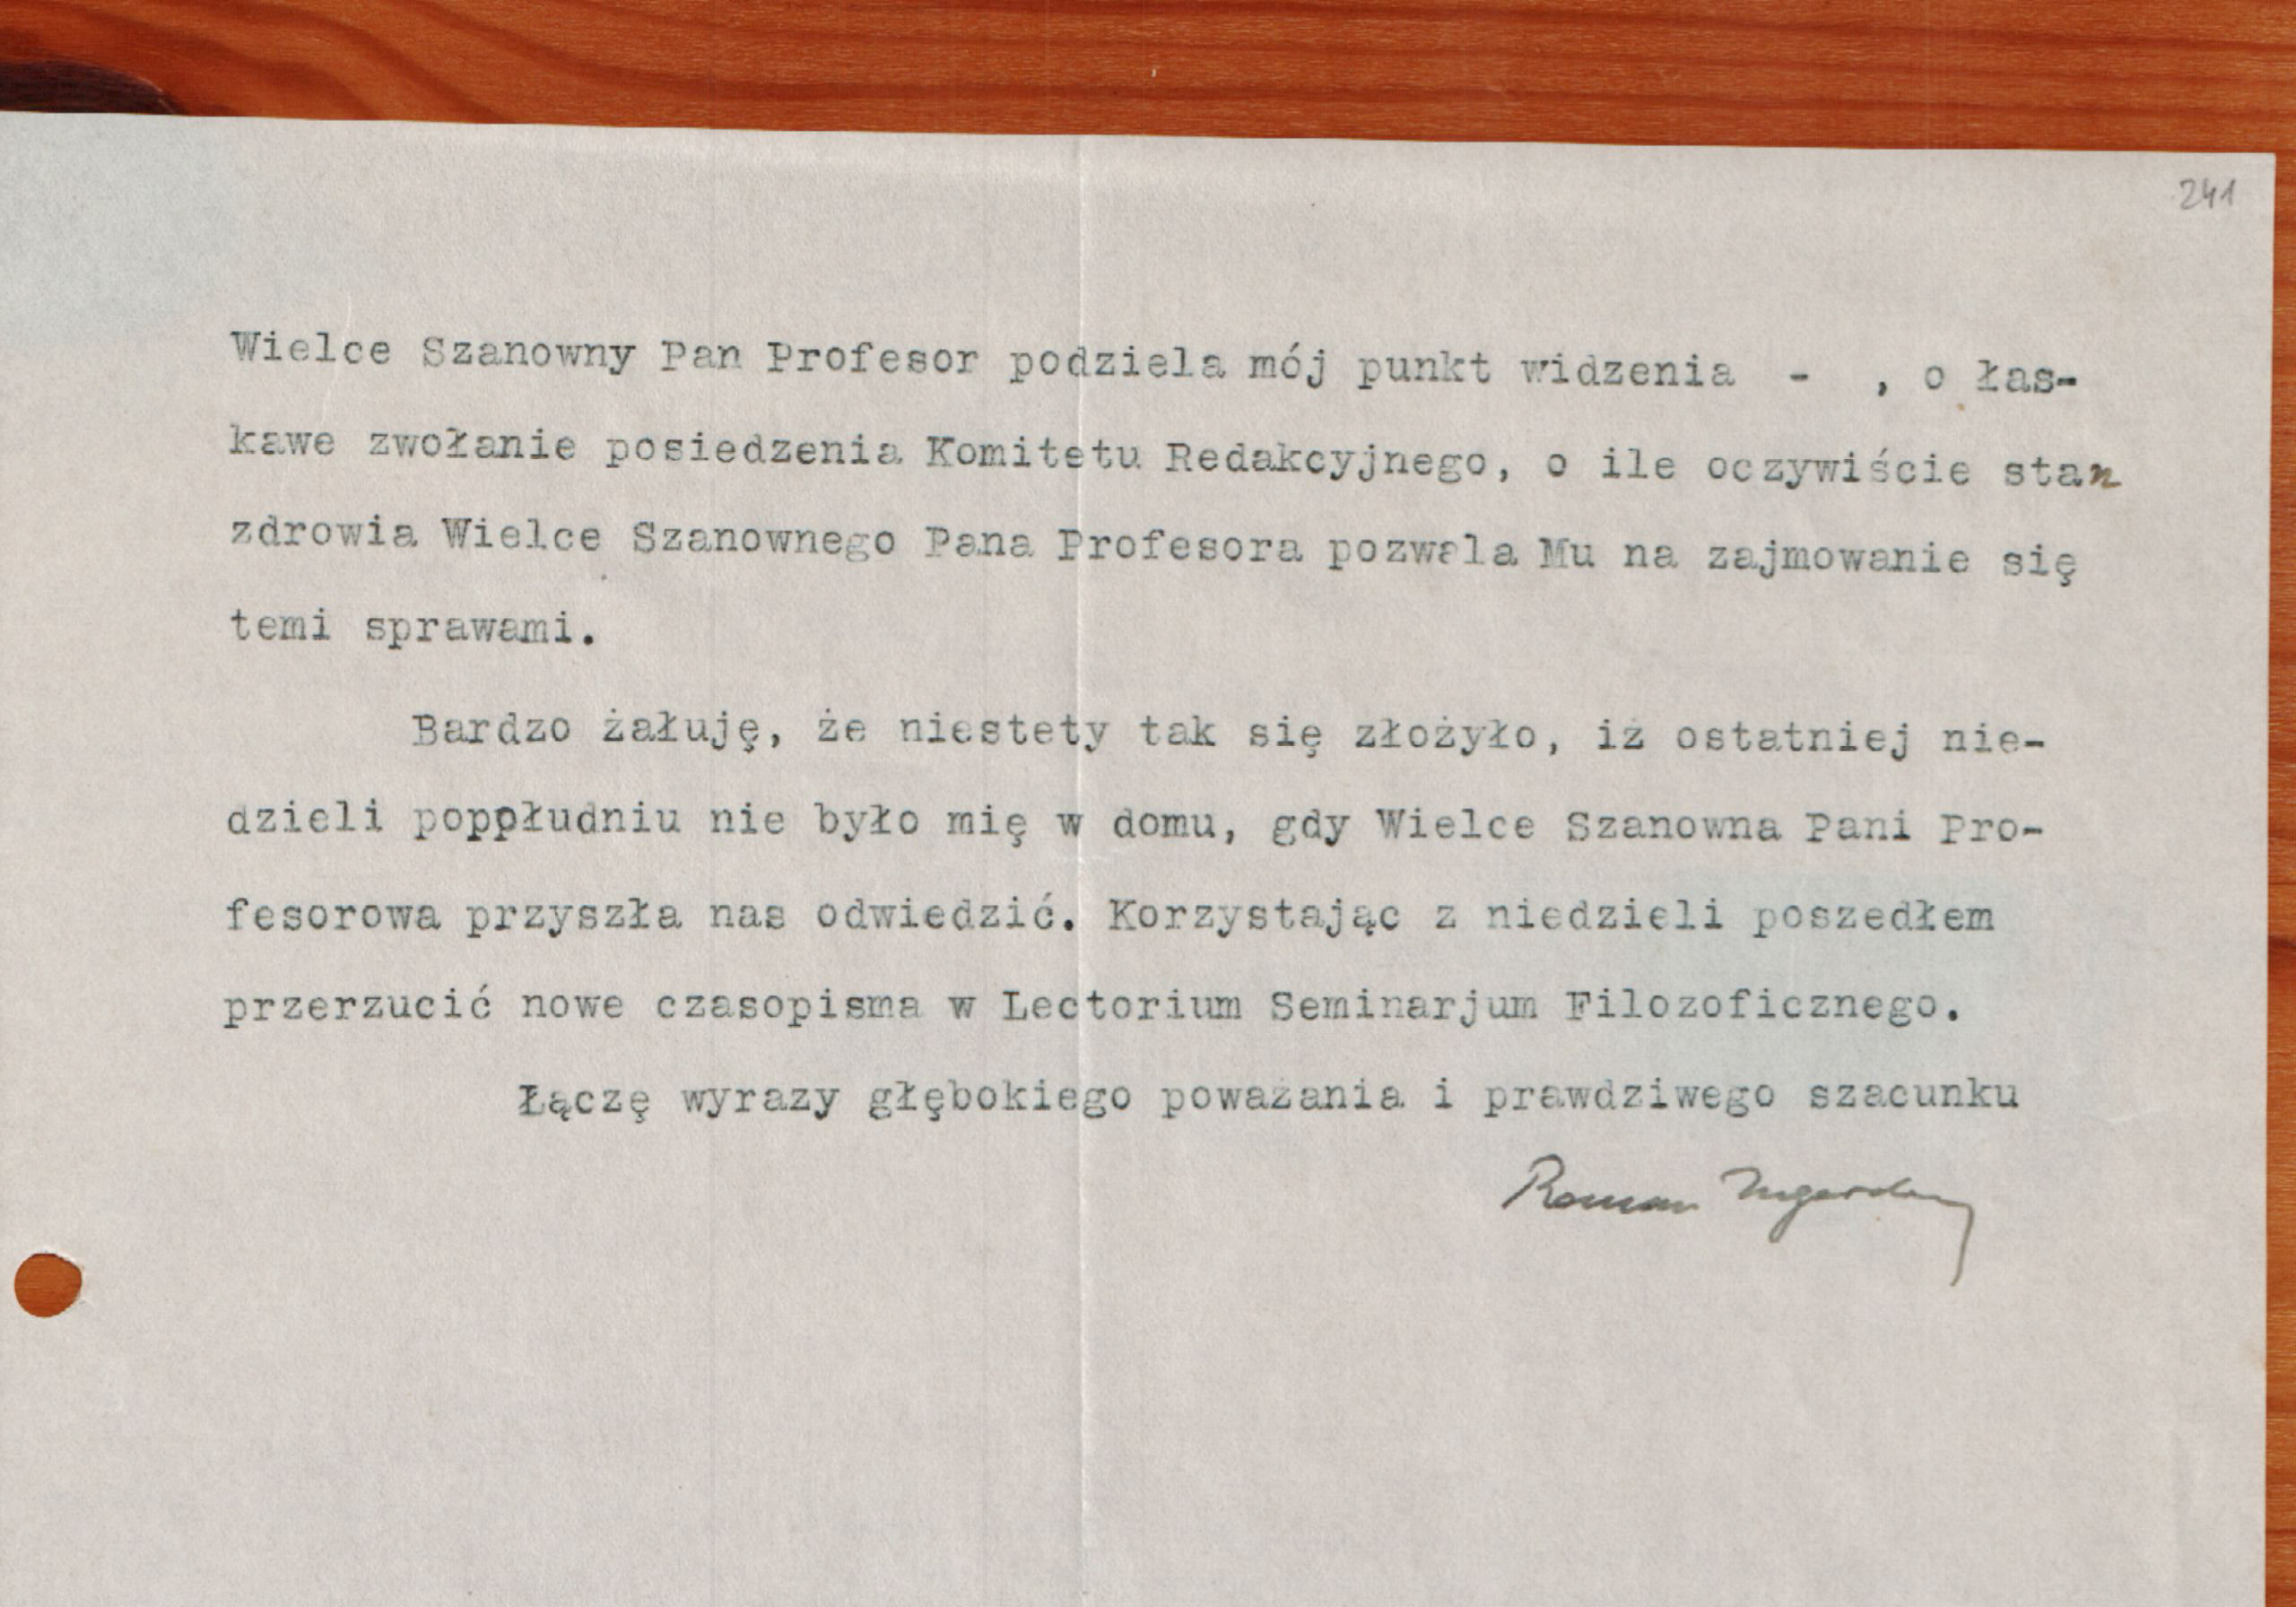 241
Wielce Szanowny Pan Profesor podziela mój punkt widzenia - , o łas-
kawe zwołanie posiedzenia Komitetu Redakcyjnego, o ile oczywiście stan
zdrowia Wielce Szanownego Pana Profesora pozwala Mu na zajmowanie się
temi sprawami.
Bardzo żałuję, że niestety tak się złożyło, iż ostatniej nie-
dzieli popołudniu nie było mię w domu, gdy Wielce Szanowna Pani Pro-
fesorowa przyszła nas odwiedzić. Korzystając z niedzieli poszedłem
przerzucić nowe czasopisma w Lectorium Seminarjum Filozoficznego.
Łączę wyrazy głębokiego poważania i prawdziwego szacunku
Roman Ingarden